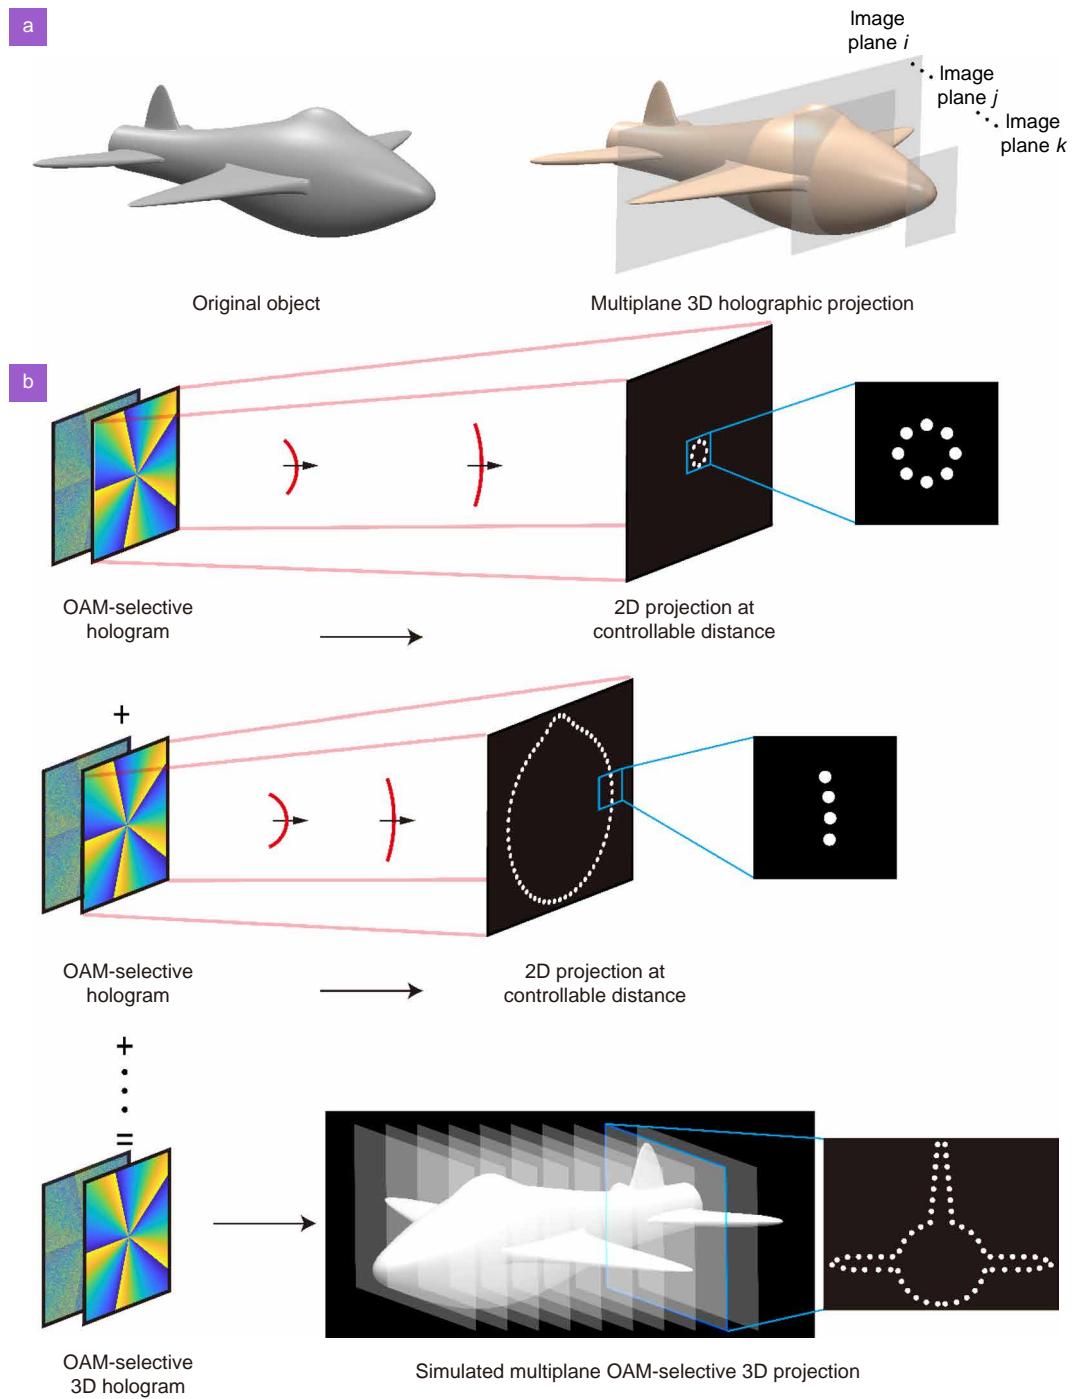 a
Image
plane i
Image
plane j
Image
plane k
Original object
Multiplane 3D holographic projection
b
OAM-selective
hologram
2D projection at
controllable distance
+
OAM-selective
hologram
2D projection at
controllable distance
+
=
OAM-selective
3D hologram
Simulated multiplane OAM-selective 3D projection